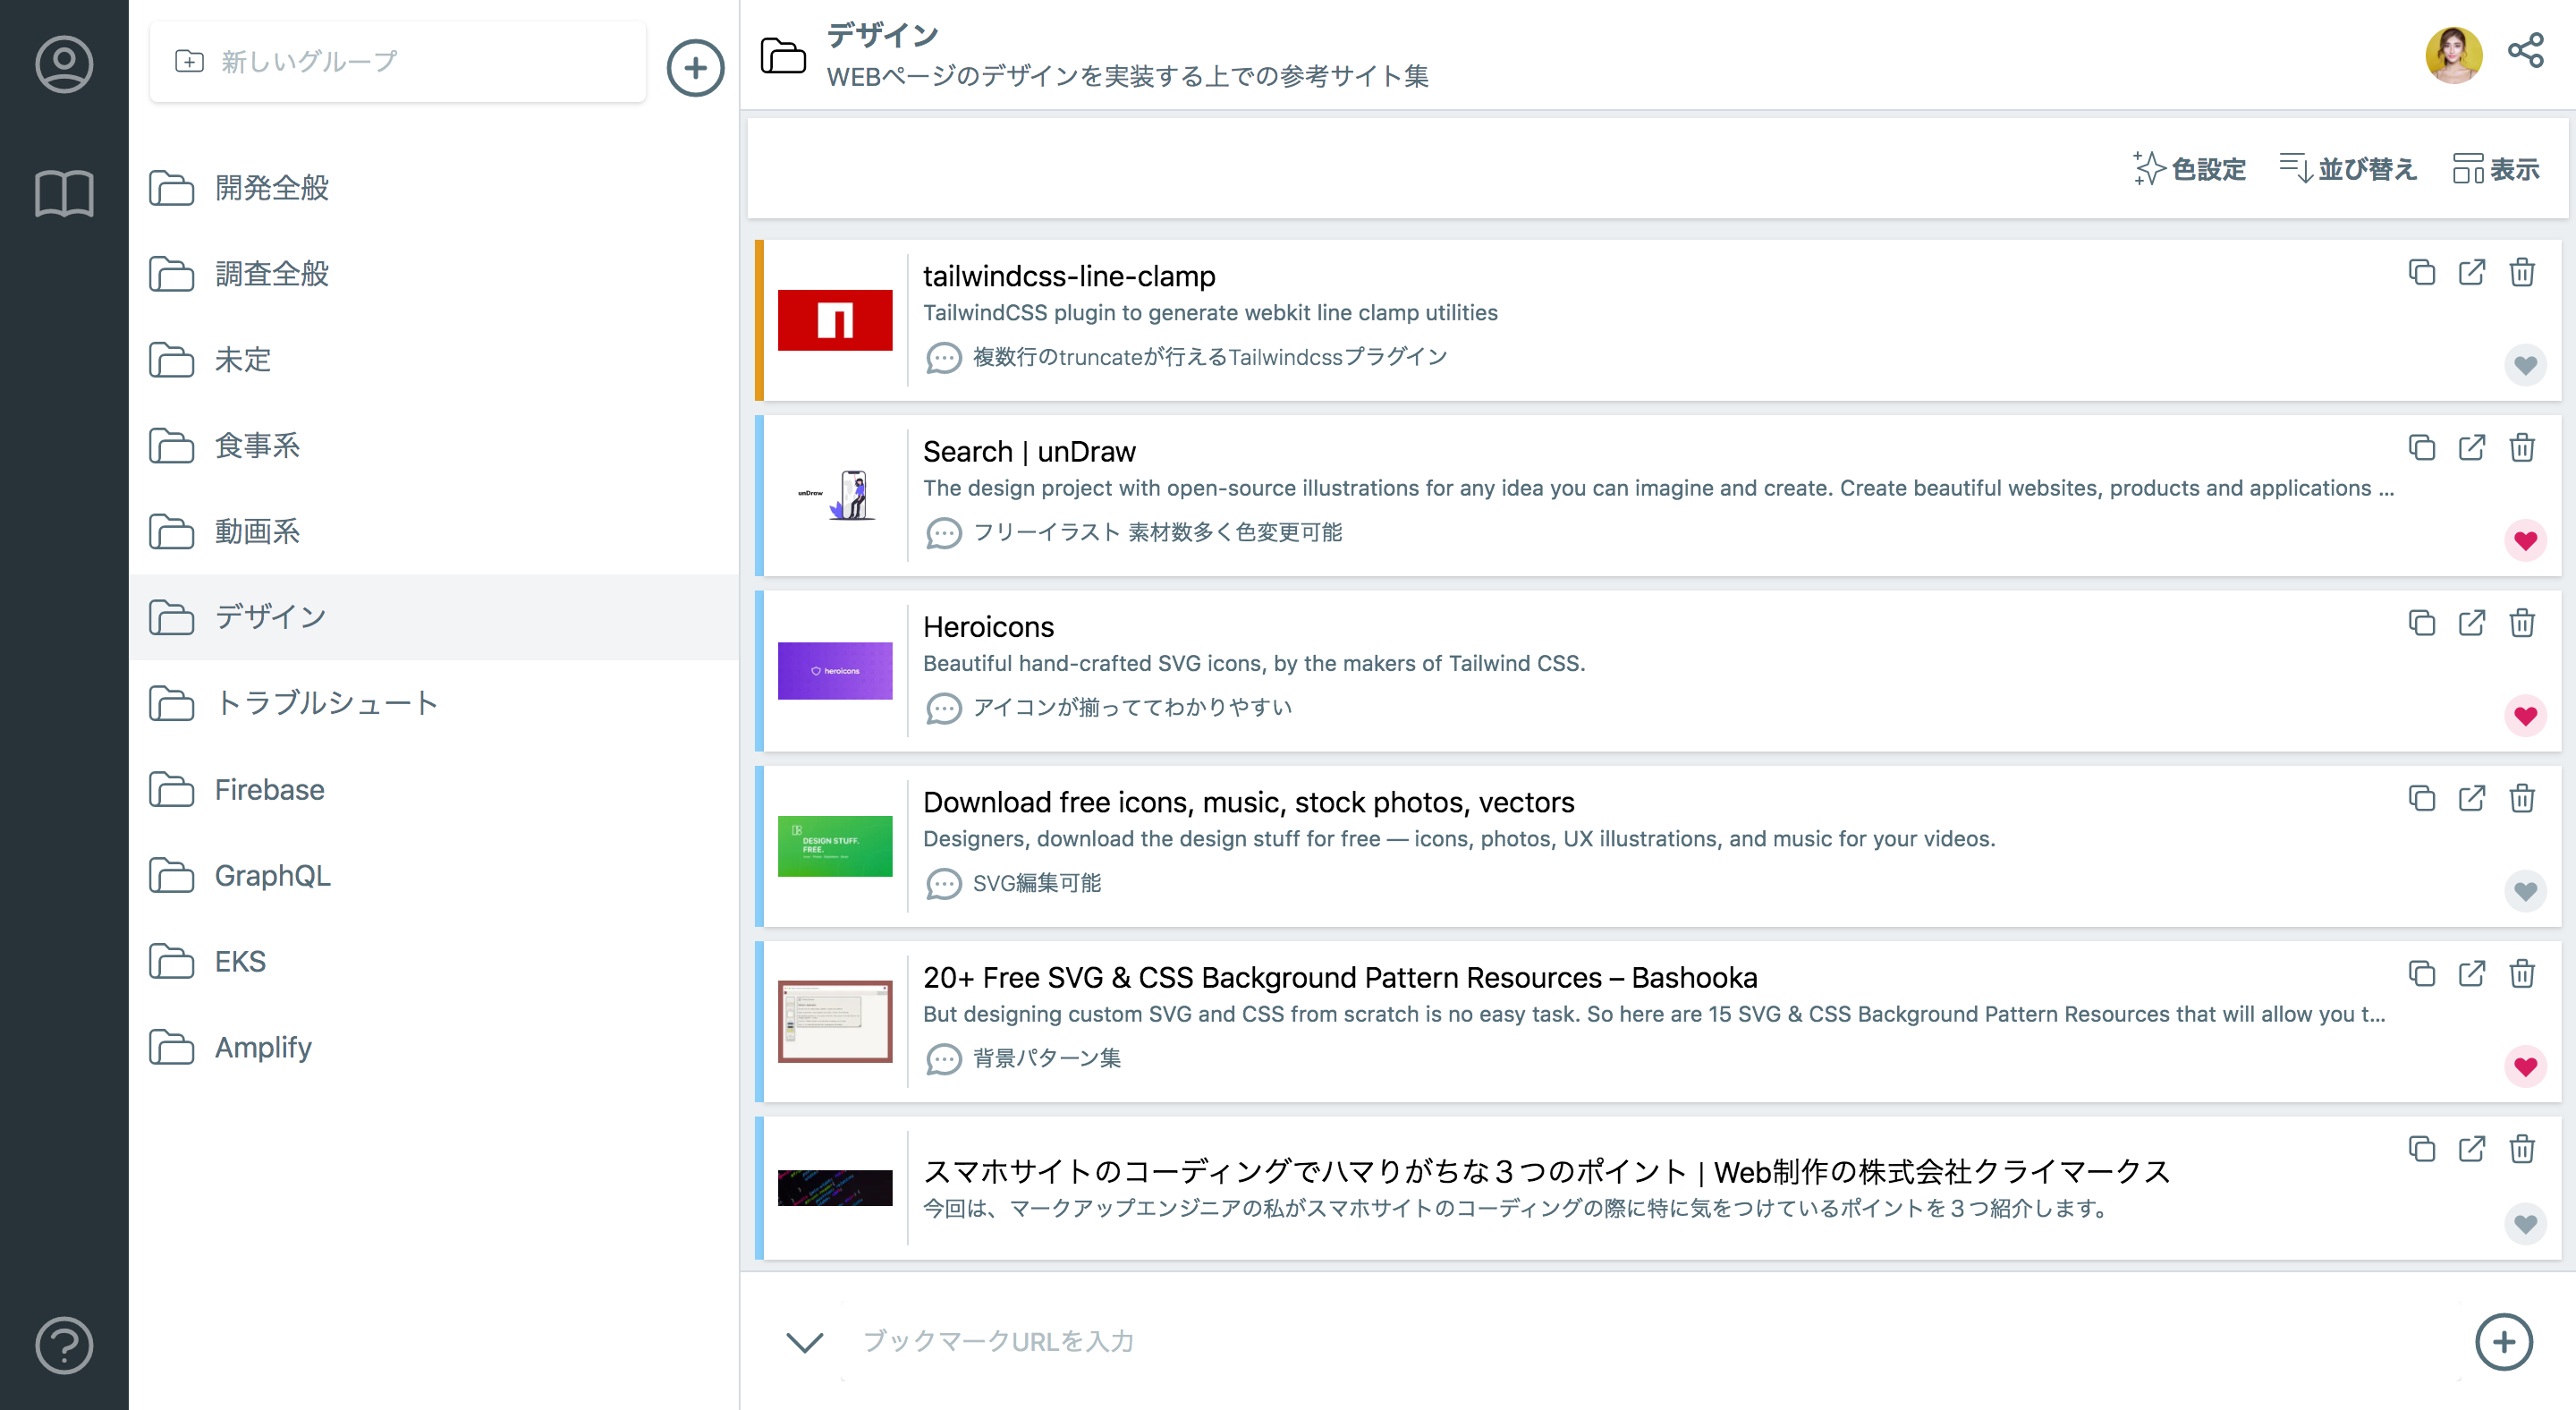 新しいグループ
開発全般
調査全般
未定
食事系
動画系
デザイン
トラブルシュート
Firebase
GraphQL
EKS
Amplify
デザイン
WEBページのデザインを実装する上での参考サイト集
色設定 並び替え 表示
tailwindcss-line-clamp
TailwindCSS plugin to generate webkit line clamp utilities
複数行のtruncateが行えるTailwindcssプラグイン
unDraw
Search | unDraw
The design project with open-source illustrations for any idea you can imagine and create. Create beautiful websites, products and applications ...
フリーイラスト 素材数多く色変更可能
heroicons
Heroicons
Beautiful hand-crafted SVG icons, by the makers of Tailwind CSS.
アイコンが揃っててわかりやすい
DESIGN STUFF.
FREE.
Download free icons, music, stock photos, vectors
Designers, download the design stuff for free — icons, photos, UX illustrations, and music for your videos.
SVG編集可能
20+ Free SVG & CSS Background Pattern Resources – Bashooka
But designing custom SVG and CSS from scratch is no easy task. So here are 15 SVG & CSS Background Pattern Resources that will allow you t...
背景パターン集
スマホサイトのコーディングでハマりがちな３つのポイント | Web制作の株式会社クライマークス
今回は、マークアップエンジニアの私がスマホサイトのコーディングの際に特に気をつけているポイントを３つ紹介します。
ブックマークURLを入力